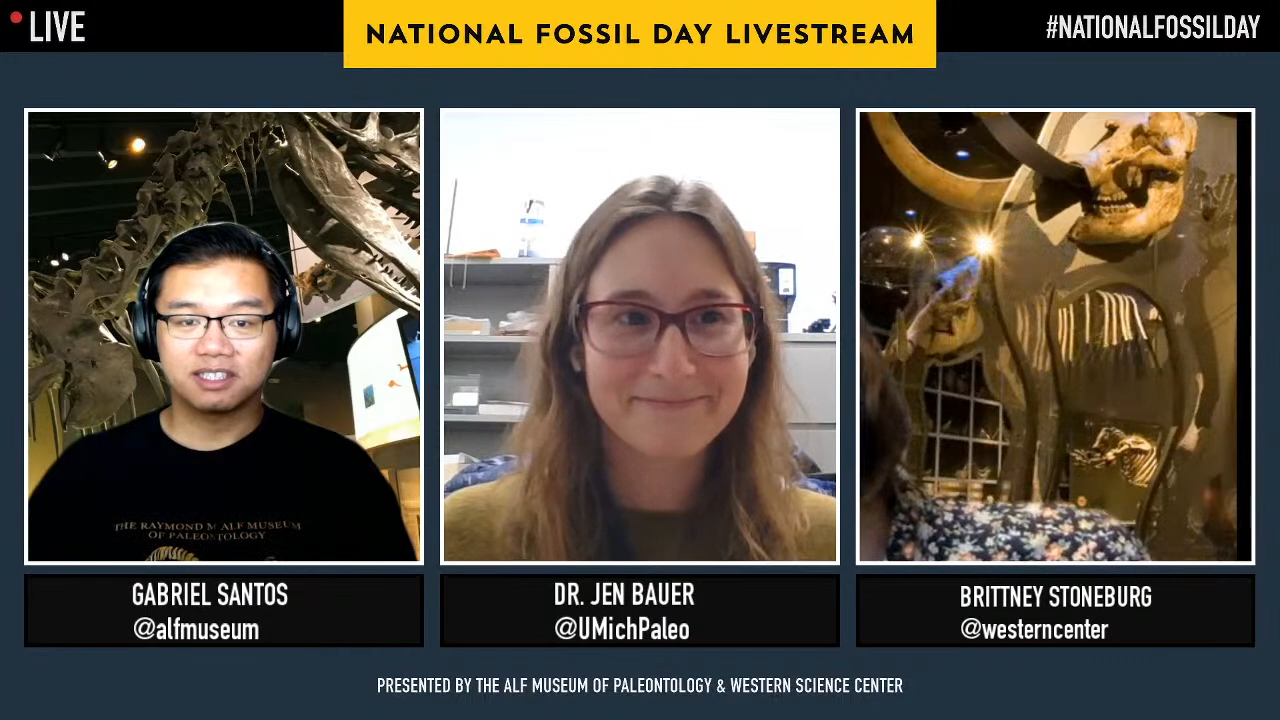 LIVE
NATIONAL FOSSIL DAY LIVESTREAM
#NATIONALFOSSILDAY
THE RAYMOND M ALF MUSEUM
OF PALEONTOLOGY
GABRIEL SANTOS
@alfmuseum
DR. JEN BAUER
@UMichPaleo
BRITTNEY STONEBURG
@westerncenter
PRESENTED BY THE ALF MUSEUM OF PALEONTOLOGY & WESTERN SCIENCE CENTER